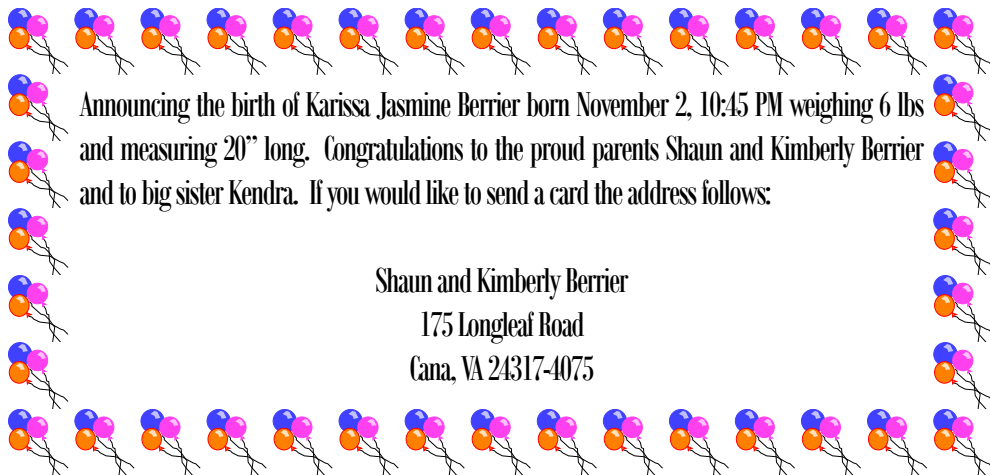 Announcing the birth of Karissa Jasmine Berrier born November 2, 10:45 PM weighing 6 lbs
and measuring 20” long.  Congratulations to the proud parents Shaun and Kimberly Berrier
and to big sister Kendra.  If you would like to send a card the address follows:
Shaun and Kimberly Berrier
175 Longleaf Road
Cana, VA 24317-4075